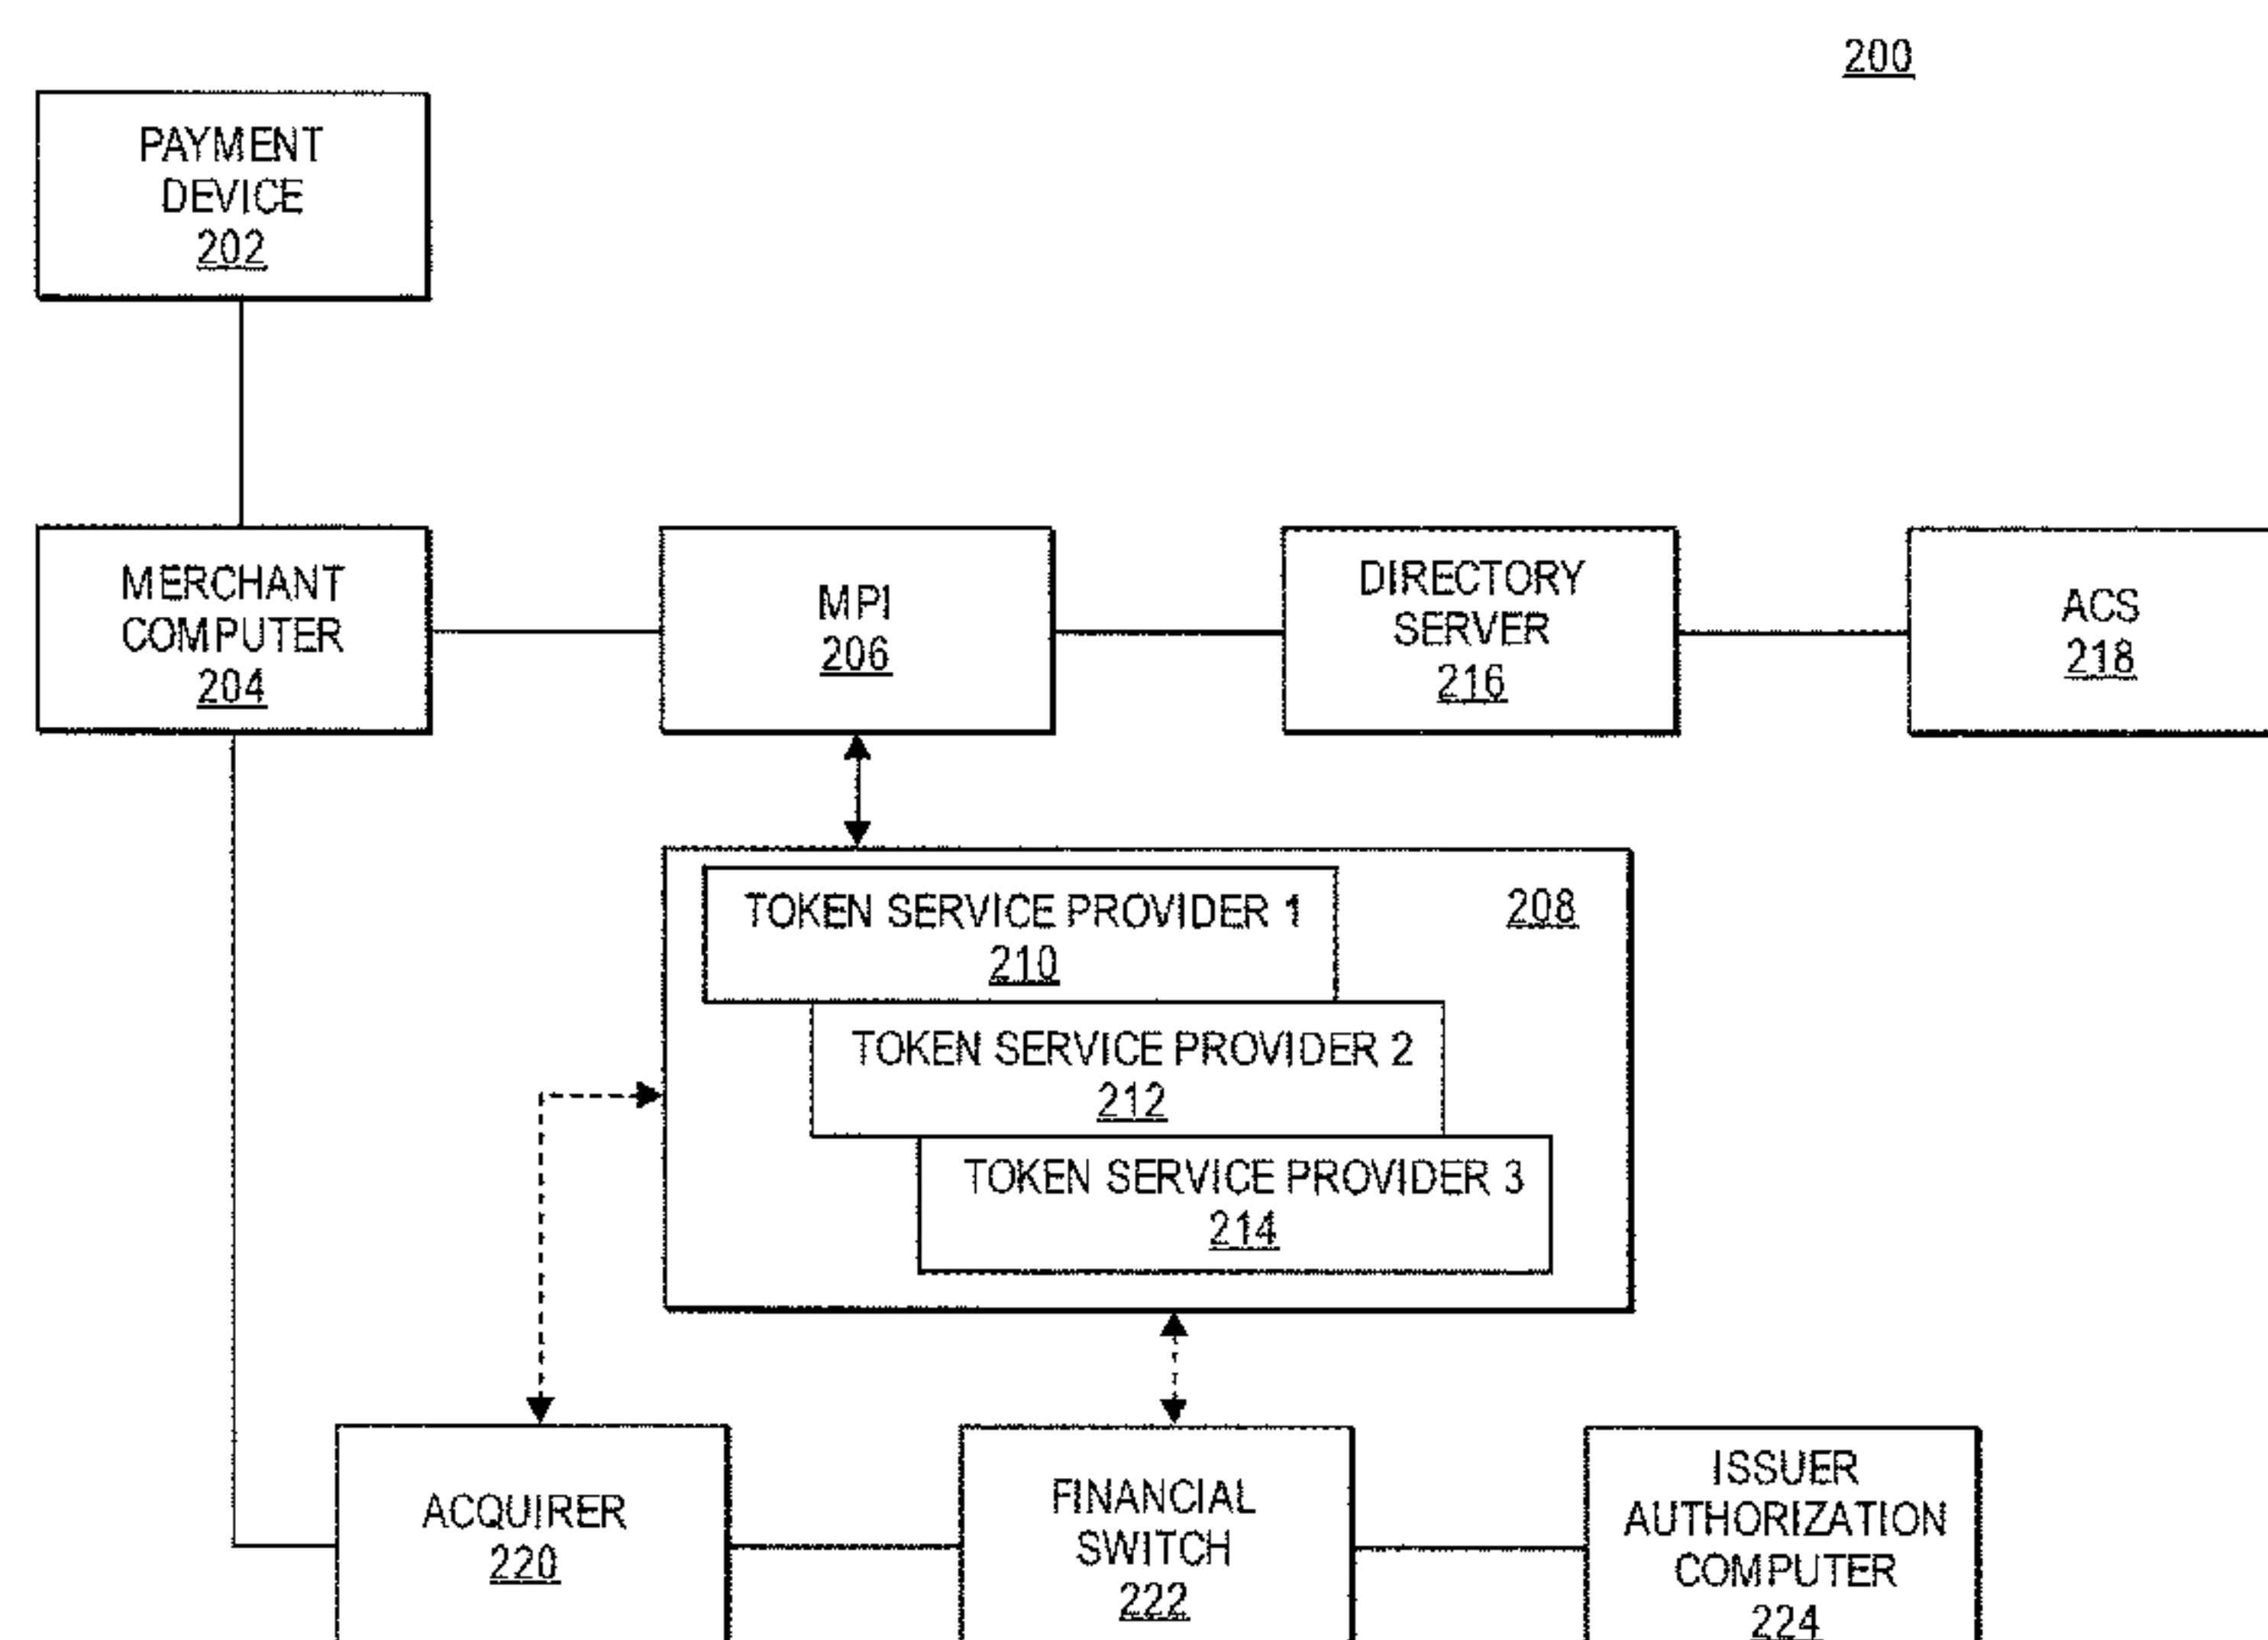 200
PAYMENT
DEVICE
202
MERCHANT
COMPUTER
204
MPI
206
DIRECTORY
SERVER
216
ACS
218
TOKEN SERVICE PROVIDER 1
210
208
TOKEN SERVICE PROVIDER 2
212
TOKEN SERVICE PROVIDER 3
214
ACQUIRER
220
FINANCIAL
SWITCH
222
ISSUER
AUTHORIZATION
COMPUTER
224